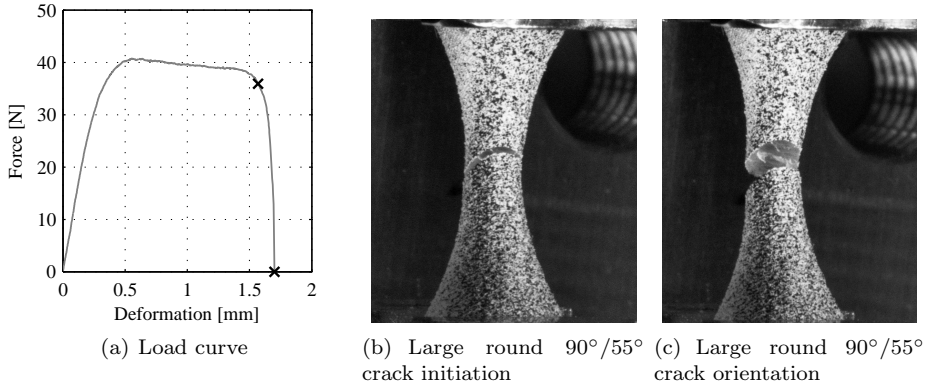 50
40
30
20
10
0
Force [N]
0 0.5 1 1.5 2
Deformation [mm]
(a) Load curve
(b) Large round 90°/55°
crack initiation
(c) Large round 90°/55°
crack orientation